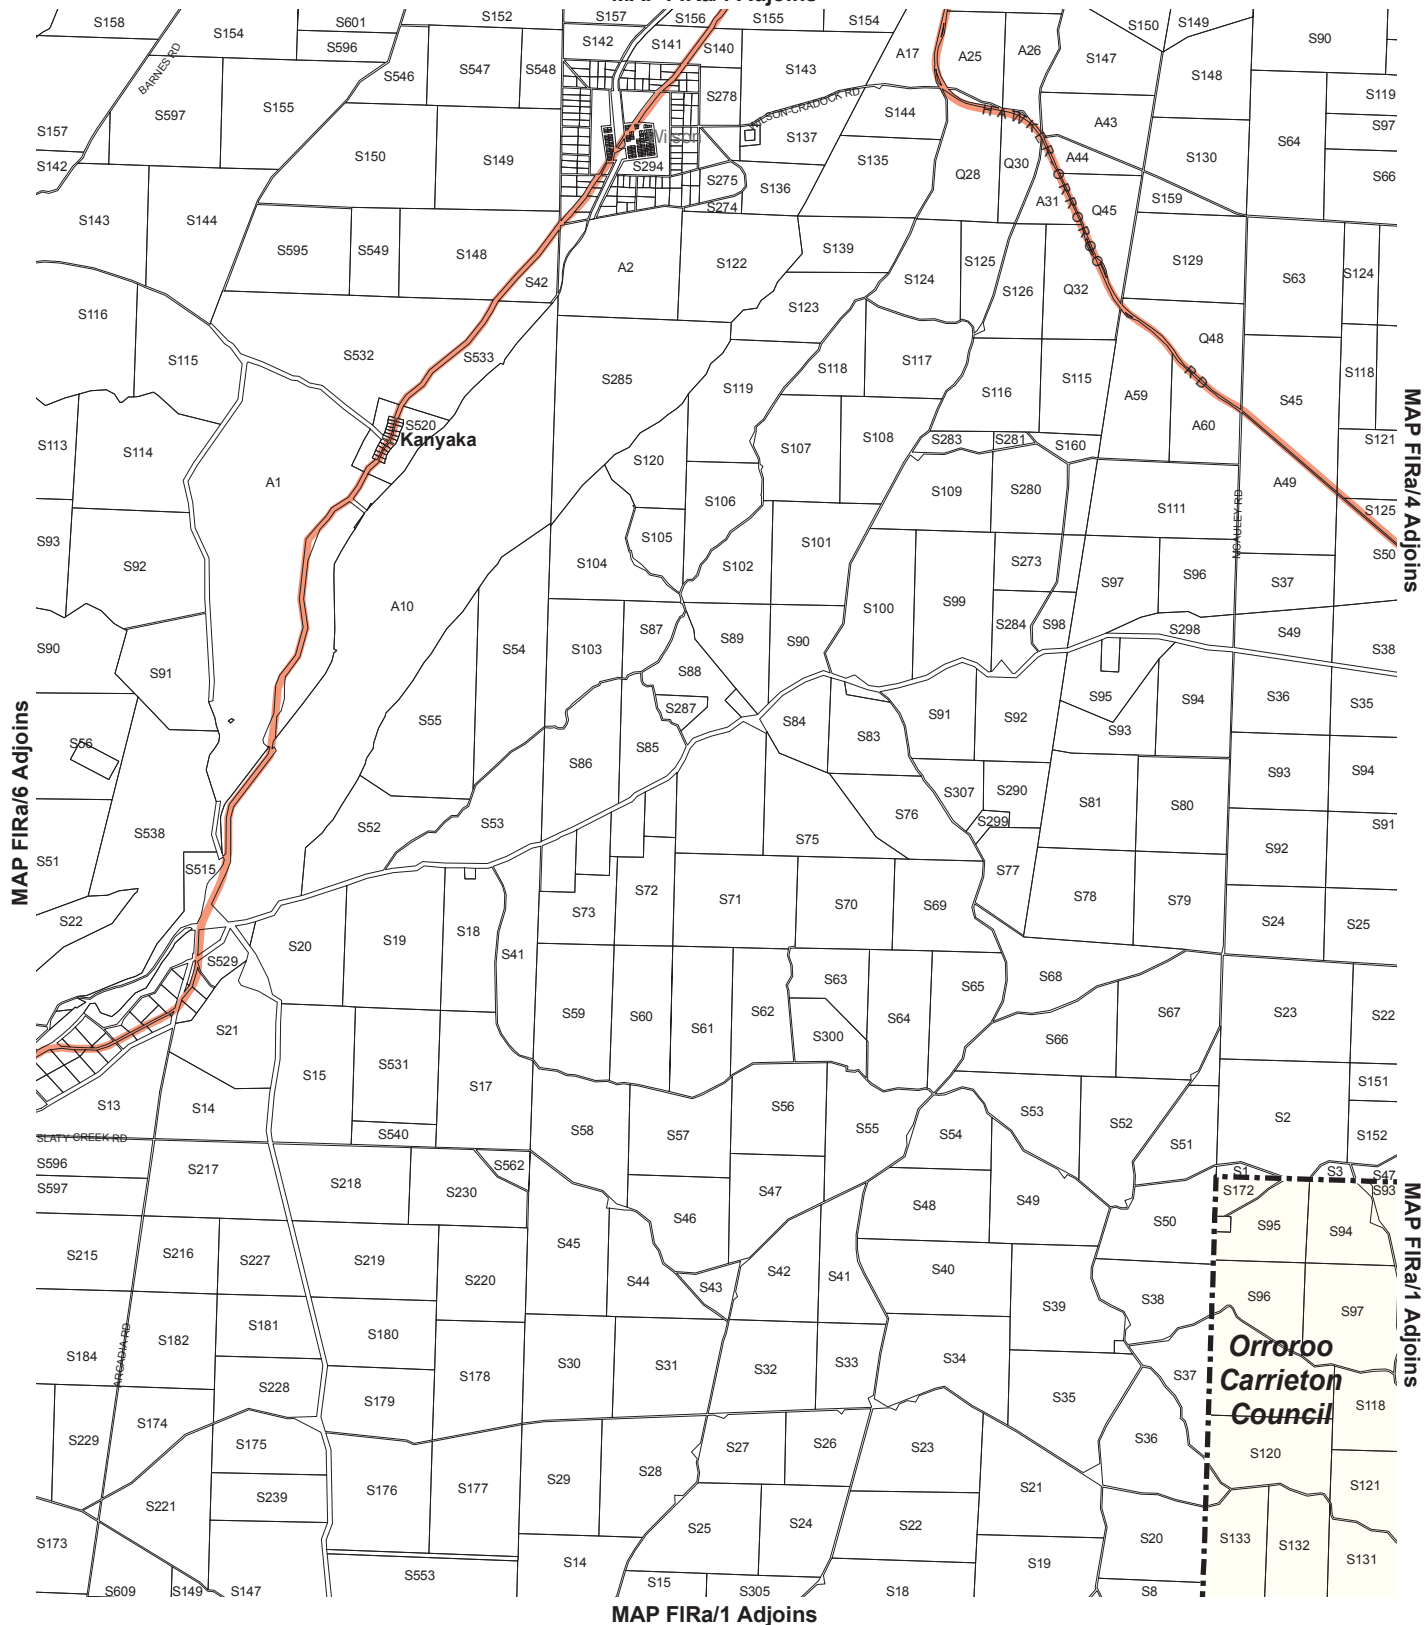 S158
S154
S601
S596
S152
S157
S156
S155
S154
S150
S149
S90
BARNES RD
S546
S547
S548
S142
S141
S140
S143
A17
A25
A26
S147
S148
S119
S597
S155
S278
WILSON-CRADOCK RD
S144
HAWKER-ORROROO RD
A43
S97
S157
S142
S150
S149
Wilson
S294
S137
S135
S130
S64
S66
Q28
Q30
A44
S275
S136
S274
A31
Q45
S159
S143
S144
S595
S549
S148
S42
A2
S122
S139
S124
S125
S126
Q32
S129
S63
S124
S116
S115
S532
S533
S285
S123
S118
S117
S119
S116
S115
Q48
S118
A59
A60
S45
S520
Kanyaka
S113
S114
A1
S107
S108
S283
S281
S160
S121
MAP FIRa/4 Adjoins
S120
S106
S109
S280
S111
A49
MCAULEY RD
S125
S93
S92
S105
S101
S104
S102
S273
S97
S96
S37
S50
A10
S100
S99
S284
S98
S298
S49
S38
S90
S91
S54
S103
S87
S89
S90
S88
S287
S55
S84
S83
S91
S92
S95
S94
S93
S36
S35
MAP FIRa/6 Adjoins
S56
S86
S85
S93
S94
S538
S52
S53
S76
S307
S290
S299
S81
S80
S91
S51
S515
S75
S77
S92
S22
S72
S73
S71
S70
S69
S78
S79
S24
S25
S20
S19
S18
S41
S529
S63
S65
S68
S21
S59
S60
S61
S62
S64
S300
S66
S67
S23
S22
S15
S531
S17
S151
S13
S14
S540
S58
S57
S56
S55
S54
S53
S52
S51
S2
S152
SLATY CREEK RD
S596
S597
S217
S218
S562
S230
S47
S48
S49
S1
S3
S47
S172
S93
S46
S50
S95
S94
MAP FIRa/1 Adjoins
S215
S216
S227
S219
S220
S45
S44
S43
S42
S41
S40
S39
S38
S96
S97
S184
S182
S181
S180
ARCADIA RD
S178
S30
S31
S32
S33
S34
S37
Orroroo
Carrieton
Council
S228
S179
S35
S118
S229
S174
S175
S27
S26
S23
S36
S120
S239
S176
S177
S29
S28
S21
S121
S221
S25
S24
S22
S20
S173
S133
S132
S131
S609
S149
S147
S553
S14
S15
S305
S18
S19
S8
MAP FIRa/1 Adjoins